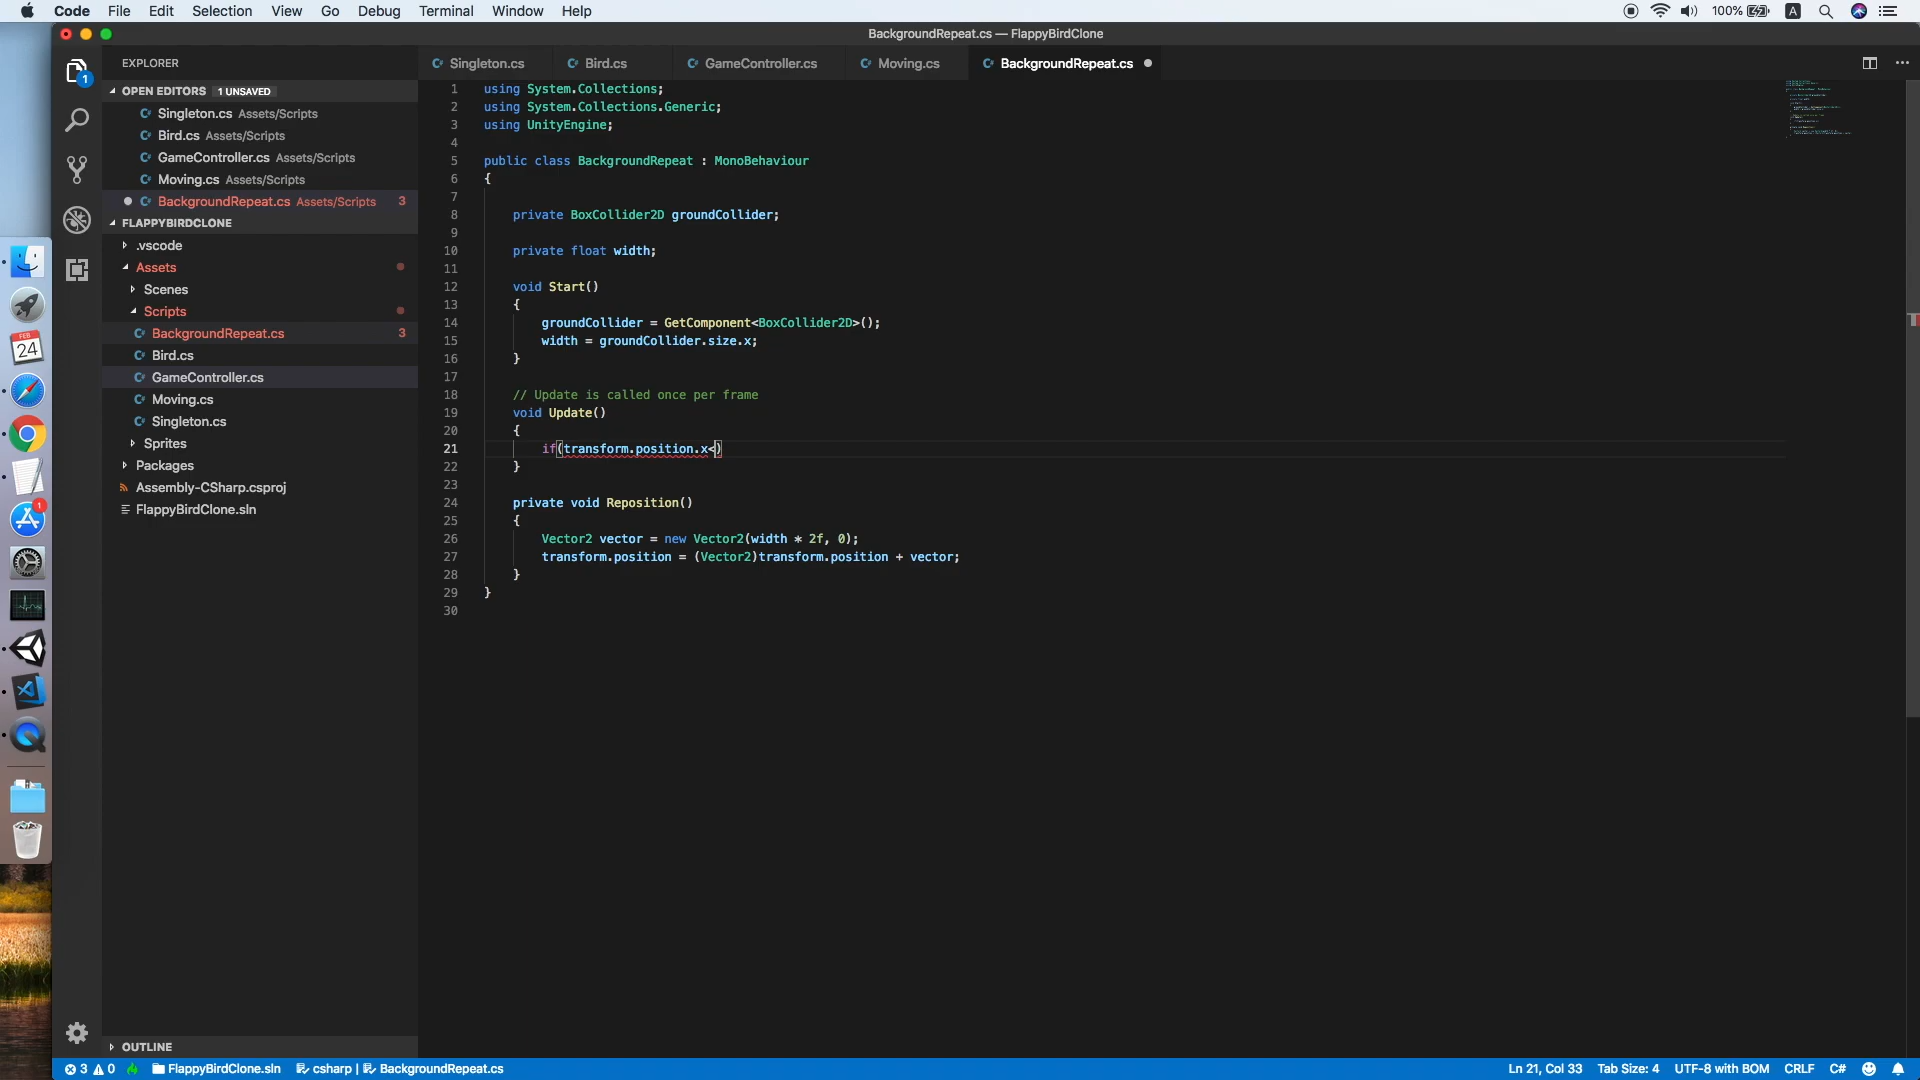 Code File Edit Selection View Go Debug Terminal Window Help
100% A
BackgroundRepeat.cs — FlappyBirdClone
EXPLORER
1
Singleton.cs Bird.cs GameController.cs Moving.cs BackgroundRepeat.cs
OPEN EDITORS 1 UNSAVED
Singleton.cs Assets/Scripts
Bird.cs Assets/Scripts
GameController.cs Assets/Scripts
Moving.cs Assets/Scripts
BackgroundRepeat.cs Assets/Scripts 3
FLAPPYBIRDCLONE
.vscode
Assets
Scenes
Scripts
BackgroundRepeat.cs 3
Bird.cs
GameController.cs
Moving.cs
Singleton.cs
Sprites
Packages
Assembly-CSharp.csproj
FlappyBirdClone.sln
OUTLINE
FEB
24
1
1 using System.Collections;
2 using System.Collections.Generic;
3 using UnityEngine;
4
5 public class BackgroundRepeat : MonoBehaviour
6 {
7
8 private BoxCollider2D groundCollider;
9
10 private float width;
11
12 void Start()
13 {
14 groundCollider = GetComponent<BoxCollider2D>();
15 width = groundCollider.size.x;
16 }
17
18 // Update is called once per frame
19 void Update()
20 {
21 if(transform.position.x<)
22 }
23
24 private void Reposition()
25 {
26 Vector2 vector = new Vector2(width * 2f, 0);
27 transform.position = (Vector2)transform.position + vector;
28 }
29 }
30
3 0 FlappyBirdClone.sln csharp | BackgroundRepeat.cs Ln 21, Col 33 Tab Size: 4 UTF-8 with BOM CRLF C#